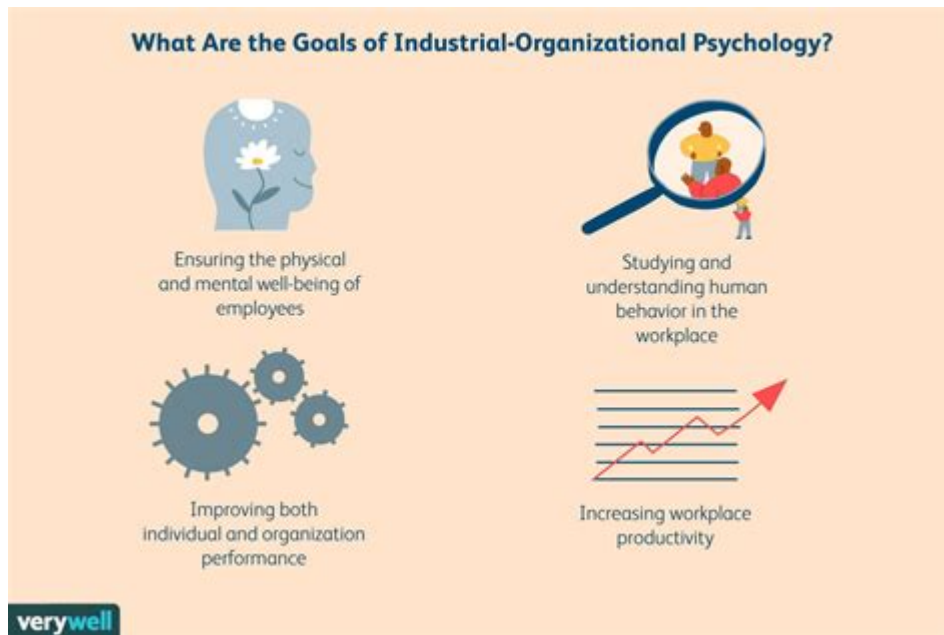 What Are the Goals of Industrial-Organizational Psychology?
Ensuring the physical
and mental well-being of
employees
Studying and
understanding human
behavior in the
workplace
Improving both
individual and organization
performance
Increasing workplace
productivity
verywell